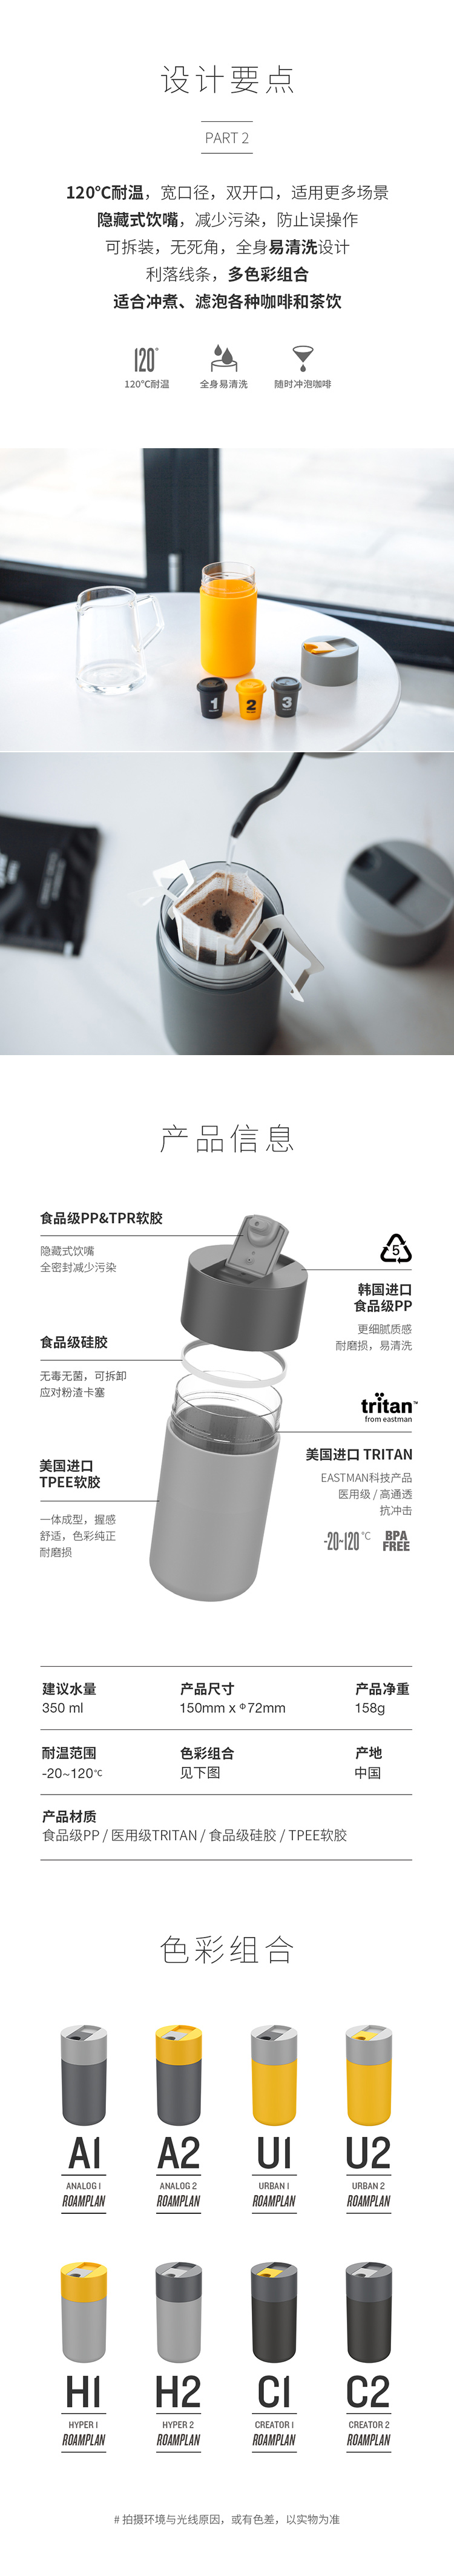 设计要点
PART 2
120℃耐温，宽口径，双开口，适用更多场景
隐藏式饮嘴，减少污染，防止误操作
可拆装，无死角，全身易清洗设计
利落线条，多色彩组合
适合冲煮、滤泡各种咖啡和茶饮
120°
120℃耐温
全身易清洗
随时冲泡咖啡
1
2
3
产品信息
食品级PP&TPR软胶
隐藏式饮嘴
全密封减少污染
5
韩国进口
食品级PP
更细腻质感
耐磨损，易清洗
食品级硅胶
无毒无菌，可拆卸
应对粉渣卡塞
tritan™
from eastman
美国进口 TRITAN
EASTMAN科技产品
医用级 / 高通透
抗冲击
-20~120℃
BPA
FREE
美国进口
TPEE软胶
一体成型，握感
舒适，色彩纯正
耐磨损
建议水量
350 ml
产品尺寸
150mm x Φ72mm
产品净重
158g
耐温范围
-20~120℃
色彩组合
见下图
产地
中国
产品材质
食品级PP / 医用级TRITAN / 食品级硅胶 / TPEE软胶
色彩组合
A1
ANALOG 1
ROAMPLAN
A2
ANALOG 2
ROAMPLAN
U1
URBAN 1
ROAMPLAN
U2
URBAN 2
ROAMPLAN
H1
HYPER 1
ROAMPLAN
H2
HYPER 2
ROAMPLAN
C1
CREATOR 1
ROAMPLAN
C2
CREATOR 2
ROAMPLAN
# 拍摄环境与光线原因，或有色差，以实物为准